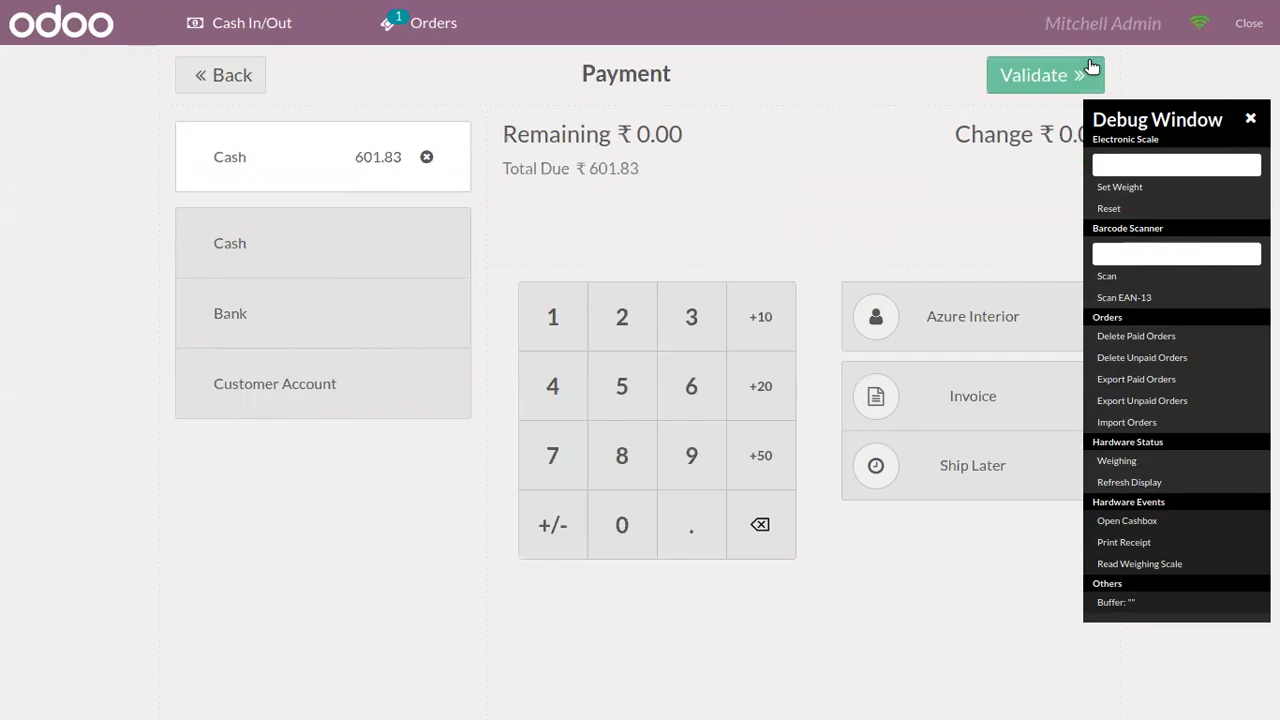 odoo
Cash In/Out
1
Orders
Mitchell Admin
Close
Back
Payment
Validate
Cash 601.83
Cash
Bank
Customer Account
Remaining ₹ 0.00
Change ₹ 0.0
Total Due ₹ 601.83
1 2 3 +10
4 5 6 +20
7 8 9 +50
+/- 0 .
Azure Interior
Invoice
Ship Later
Debug Window
Electronic Scale
Set Weight
Reset
Barcode Scanner
Scan
Scan EAN-13
Orders
Delete Paid Orders
Delete Unpaid Orders
Export Paid Orders
Export Unpaid Orders
Import Orders
Hardware Status
Weighing
Refresh Display
Hardware Events
Open Cashbox
Print Receipt
Read Weighing Scale
Others
Buffer: ""